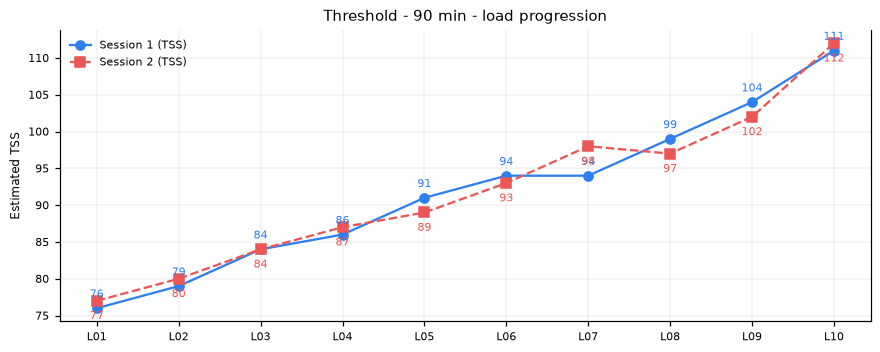 Threshold - 90 min - load progression
Session 1 (TSS)
Session 2 (TSS)
Estimated TSS
110
105
100
95
90
85
80
75
76 79 84 86 91 94 94 99 104 111
77 80 84 87 89 93 98 97 102 112
L01 L02 L03 L04 L05 L06 L07 L08 L09 L10